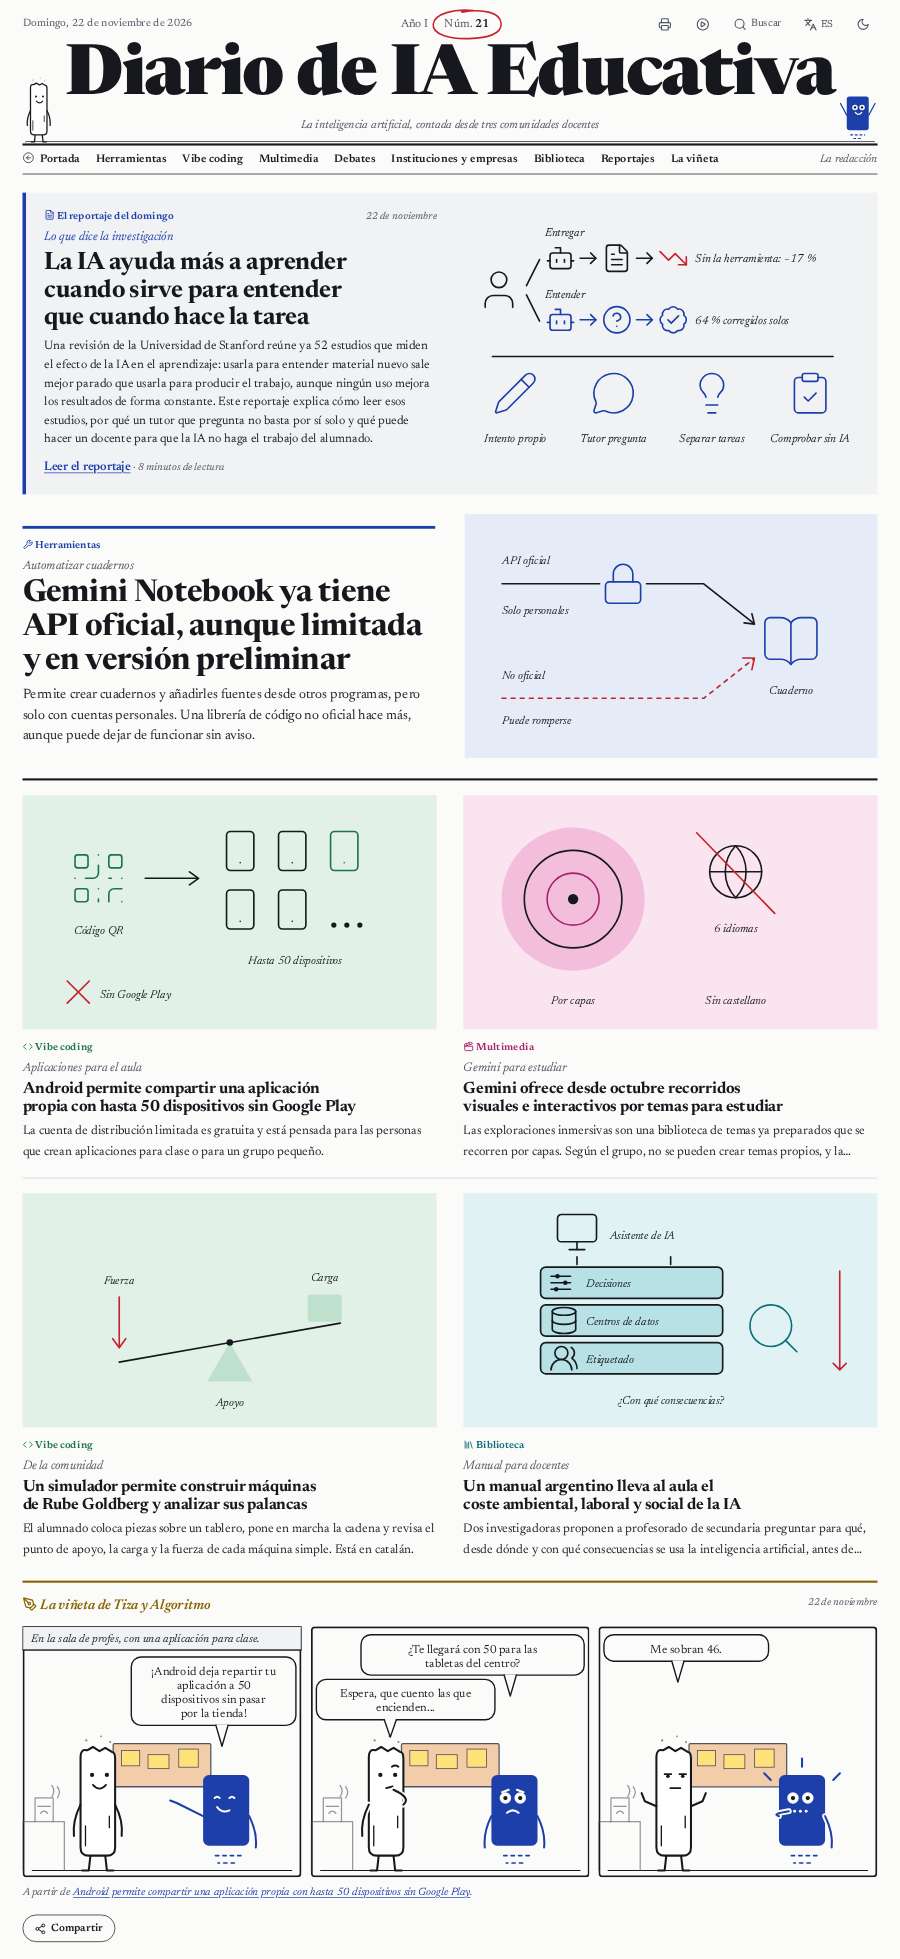 Domingo, 22 de noviembre de 2026
Año I
Núm. 21
Buscar
ES
Diario de IA Educativa
La inteligencia artificial, contada desde tres comunidades docentes
Portada Herramientas Vibe coding Multimedia Debates Instituciones y empresas Biblioteca Reportajes La viñeta
La redacción
El reportaje del domingo
22 de noviembre
Lo que dice la investigación
La IA ayuda más a aprender
cuando sirve para entender
que cuando hace la tarea
Una revisión de la Universidad de Stanford reúne ya 52 estudios que miden
el efecto de la IA en el aprendizaje: usarla para entender material nuevo sale
mejor parado que usarla para producir el trabajo, aunque ningún uso mejora
los resultados de forma constante. Este reportaje explica cómo leer esos
estudios, por qué un tutor que pregunta no basta por sí solo y qué puede
hacer un docente para que la IA no haga el trabajo del alumnado.
Leer el reportaje · 8 minutos de lectura
Entregar
Sin la herramienta: −17 %
Entender
64 % corregidos solos
Intento propio
Tutor pregunta
Separar tareas
Comprobar sin IA
Herramientas
Automatizar cuadernos
Gemini Notebook ya tiene
API oficial, aunque limitada
y en versión preliminar
Permite crear cuadernos y añadirles fuentes desde otros programas, pero
solo con cuentas personales. Una librería de código no oficial hace más,
aunque puede dejar de funcionar sin aviso.
API oficial
Solo personales
No oficial
Puede romperse
Cuaderno
Código QR
Hasta 50 dispositivos
Sin Google Play
Vibe coding
Aplicaciones para el aula
Android permite compartir una aplicación
propia con hasta 50 dispositivos sin Google Play
La cuenta de distribución limitada es gratuita y está pensada para las personas
que crean aplicaciones para clase o para un grupo pequeño.
6 idiomas
Por capas
Sin castellano
Multimedia
Gemini para estudiar
Gemini ofrece desde octubre recorridos
visuales e interactivos por temas para estudiar
Las exploraciones inmersivas son una biblioteca de temas ya preparados que se
recorren por capas. Según el grupo, no se pueden crear temas propios, y la...
Fuerza
Carga
Apoyo
Vibe coding
De la comunidad
Un simulador permite construir máquinas
de Rube Goldberg y analizar sus palancas
El alumnado coloca piezas sobre un tablero, pone en marcha la cadena y revisa el
punto de apoyo, la carga y la fuerza de cada máquina simple. Está en catalán.
Asistente de IA
Decisiones
Centros de datos
Etiquetado
¿Con qué consecuencias?
Biblioteca
Manual para docentes
Un manual argentino lleva al aula el
coste ambiental, laboral y social de la IA
Dos investigadoras proponen a profesorado de secundaria preguntar para qué,
desde dónde y con qué consecuencias se usa la inteligencia artificial, antes de...
La viñeta de Tiza y Algoritmo
22 de noviembre
En la sala de profes, con una aplicación para clase.
¡Android deja repartir tu
aplicación a 50
dispositivos sin pasar
por la tienda!
¿Te llegará con 50 para las
tabletas del centro?
Espera, que cuento las que
encienden...
Me sobran 46.
A partir de Android permite compartir una aplicación propia con hasta 50 dispositivos sin Google Play.
Compartir